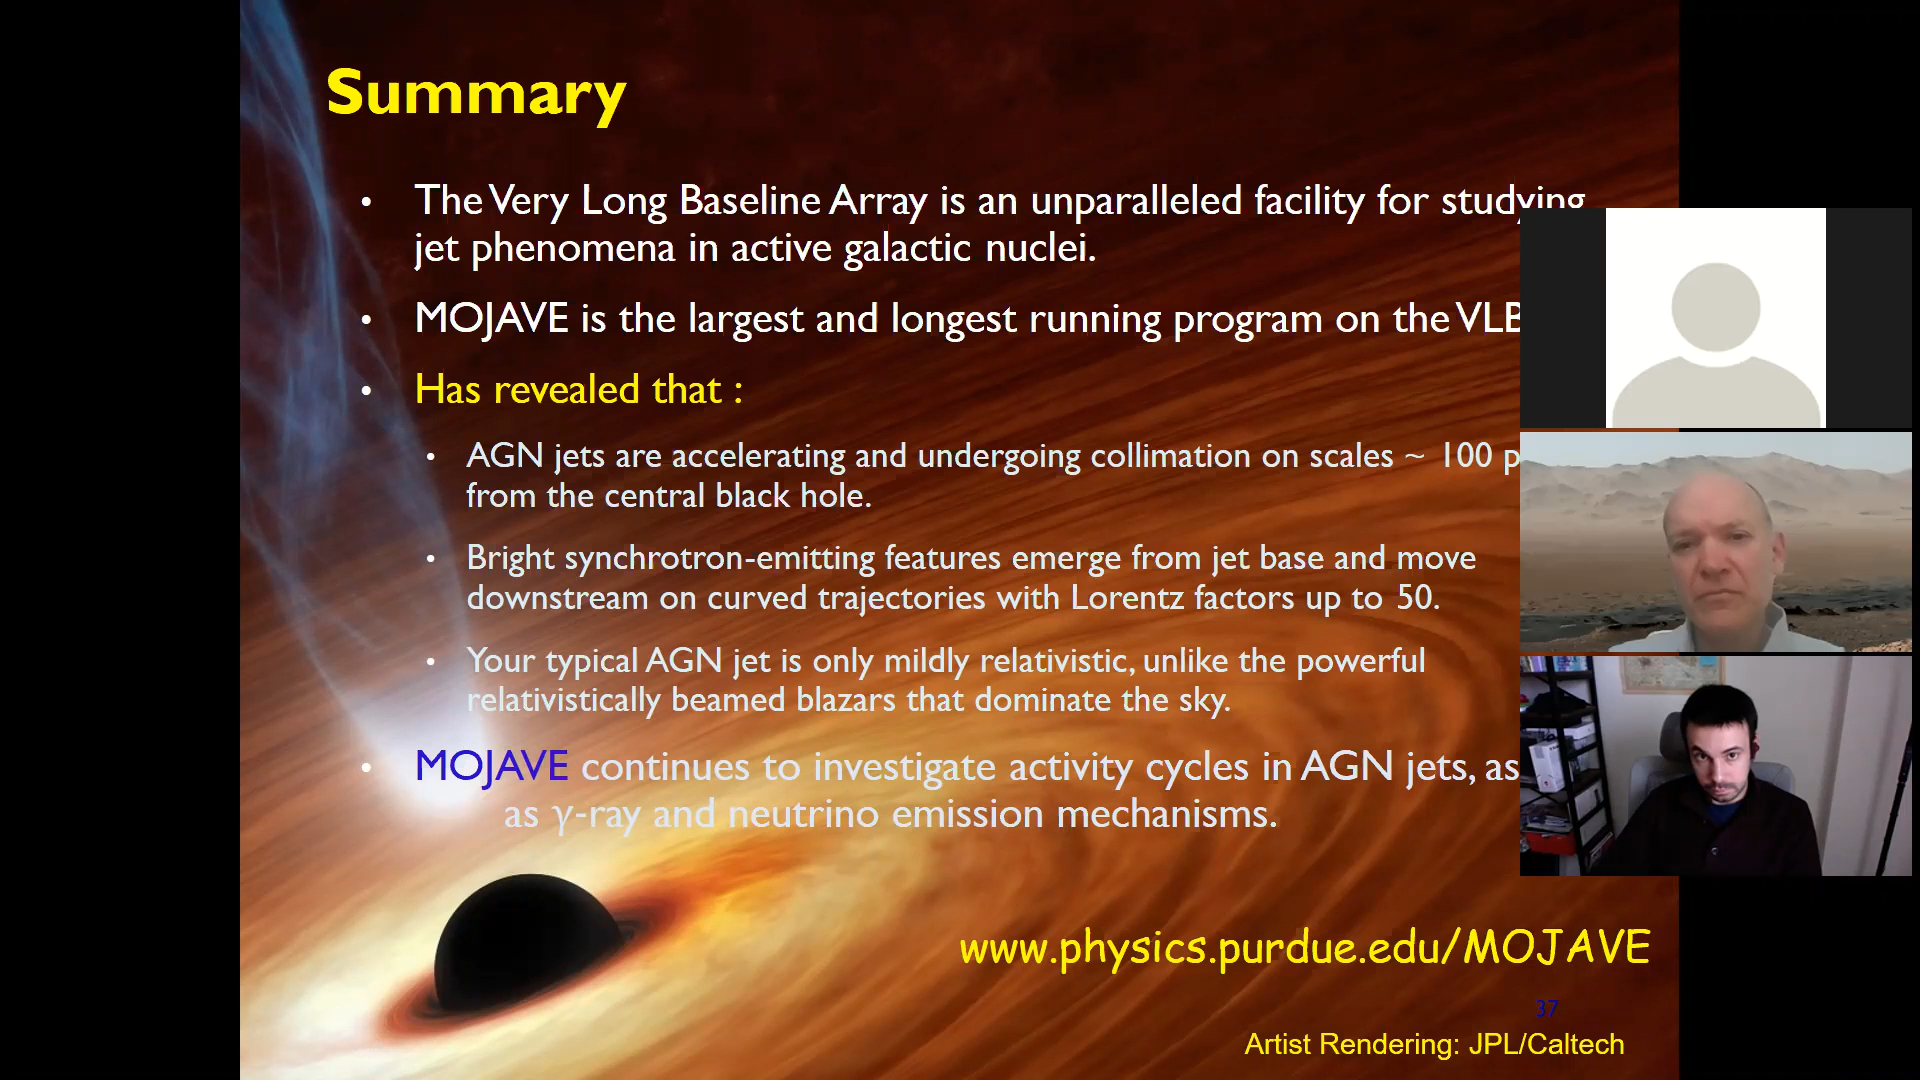 Summary
• The Very Long Baseline Array is an unparalleled facility for studying
jet phenomena in active galactic nuclei.
• MOJAVE is the largest and longest running program on the
• Has revealed that :
• AGN jets are accelerating and undergoing collimation on scales ~ 100
from the central black hole.
• Bright synchrotron-emitting features emerge from jet base and move
downstream on curved trajectories with Lorentz factors up to 50.
• Your typical AGN jet is only mildly relativistic, unlike the powerful
relativistically beamed blazars that dominate the sky.
• MOJAVE continues to investigate activity cycles in AGN jets, as
as γ-ray and neutrino emission mechanisms.
www.physics.purdue.edu/MOJAVE
37
Artist Rendering: JPL/Caltech